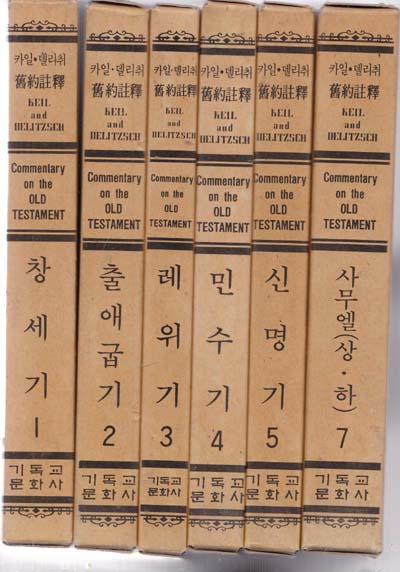 카일·델리취
舊約註釋
KEIL
and
DELITZSCH
Commentary
on the
OLD
TESTAMENT
창세기
1
기독교
문화사
카일·델리취
舊約註釋
KEIL
and
DELITZSCH
Commentary
on the
OLD
TESTAMENT
출애굽기
2
기독교
문화사
카일·델리취
舊約註釋
KEIL
and
DELITZSCH
Commentary
on the
OLD
TESTAMENT
레위기
3
기독교
문화사
카일·델리취
舊約註釋
KEIL
and
DELITZSCH
Commentary
on the
OLD
TESTAMENT
민수기
4
기독교
문화사
카일·델리취
舊約註釋
KEIL
and
DELITZSCH
Commentary
on the
OLD
TESTAMENT
신명기
5
기독교
문화사
카일·델리취
舊約註釋
KEIL
and
DELITZSCH
Commentary
on the
OLD
TESTAMENT
사무엘(상·하)
7
기독교
문화사